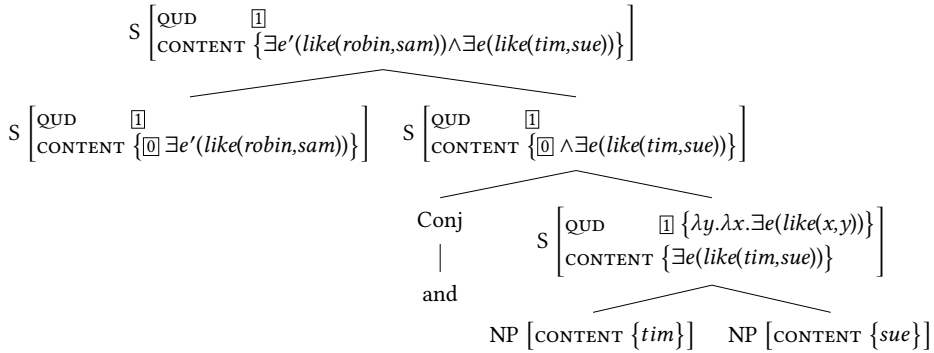 S [QUD [1]
CONTENT {∃e′(like(robin,sam))∧∃e(like(tim,sue))}]
S [QUD [1]
CONTENT {[0] ∃e′(like(robin,sam))}]
S [QUD [1]
CONTENT {[0] ∧∃e(like(tim,sue))}]
Conj
and
S [QUD [1] {λy.λx.∃e(like(x,y))}
CONTENT {∃e(like(tim,sue))}]
NP [CONTENT {tim}] NP [CONTENT {sue}]